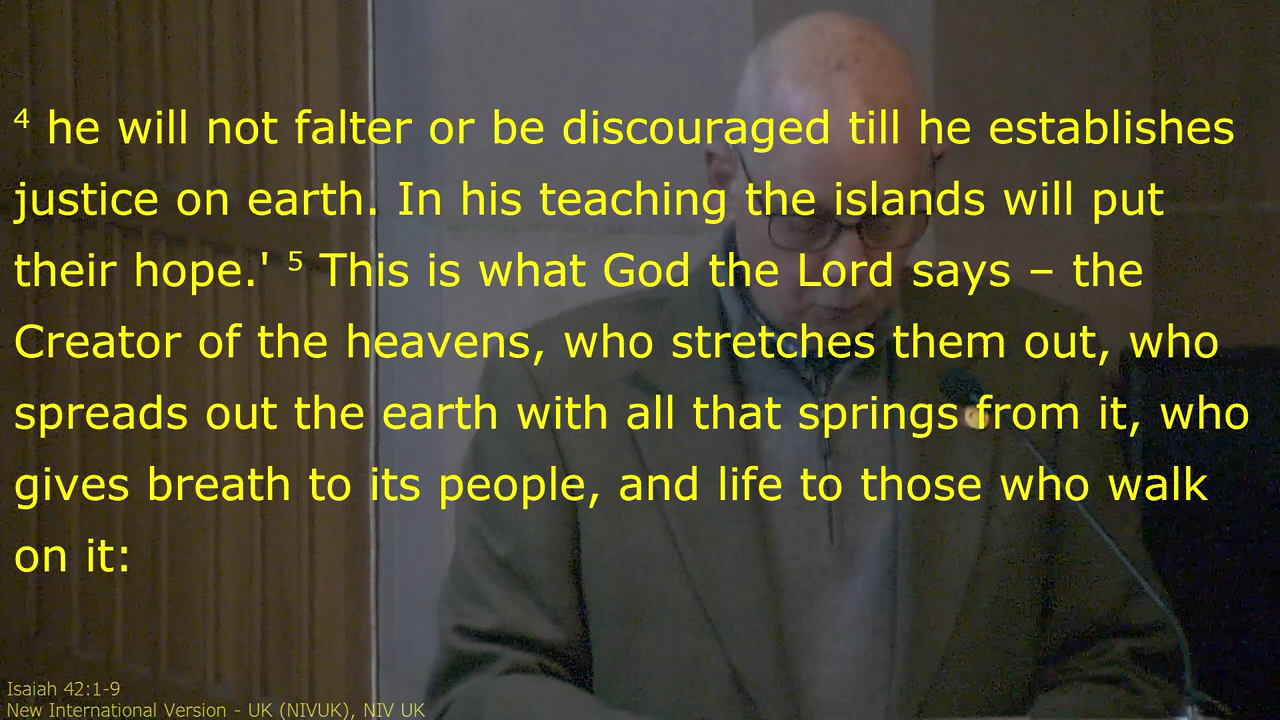 4 he will not falter or be discouraged till he establishes
justice on earth. In his teaching the islands will put
their hope.' 5 This is what God the Lord says – the
Creator of the heavens, who stretches them out, who
spreads out the earth with all that springs from it, who
gives breath to its people, and life to those who walk
on it:
Isaiah 42:1-9
New International Version - UK (NIVUK), NIV UK